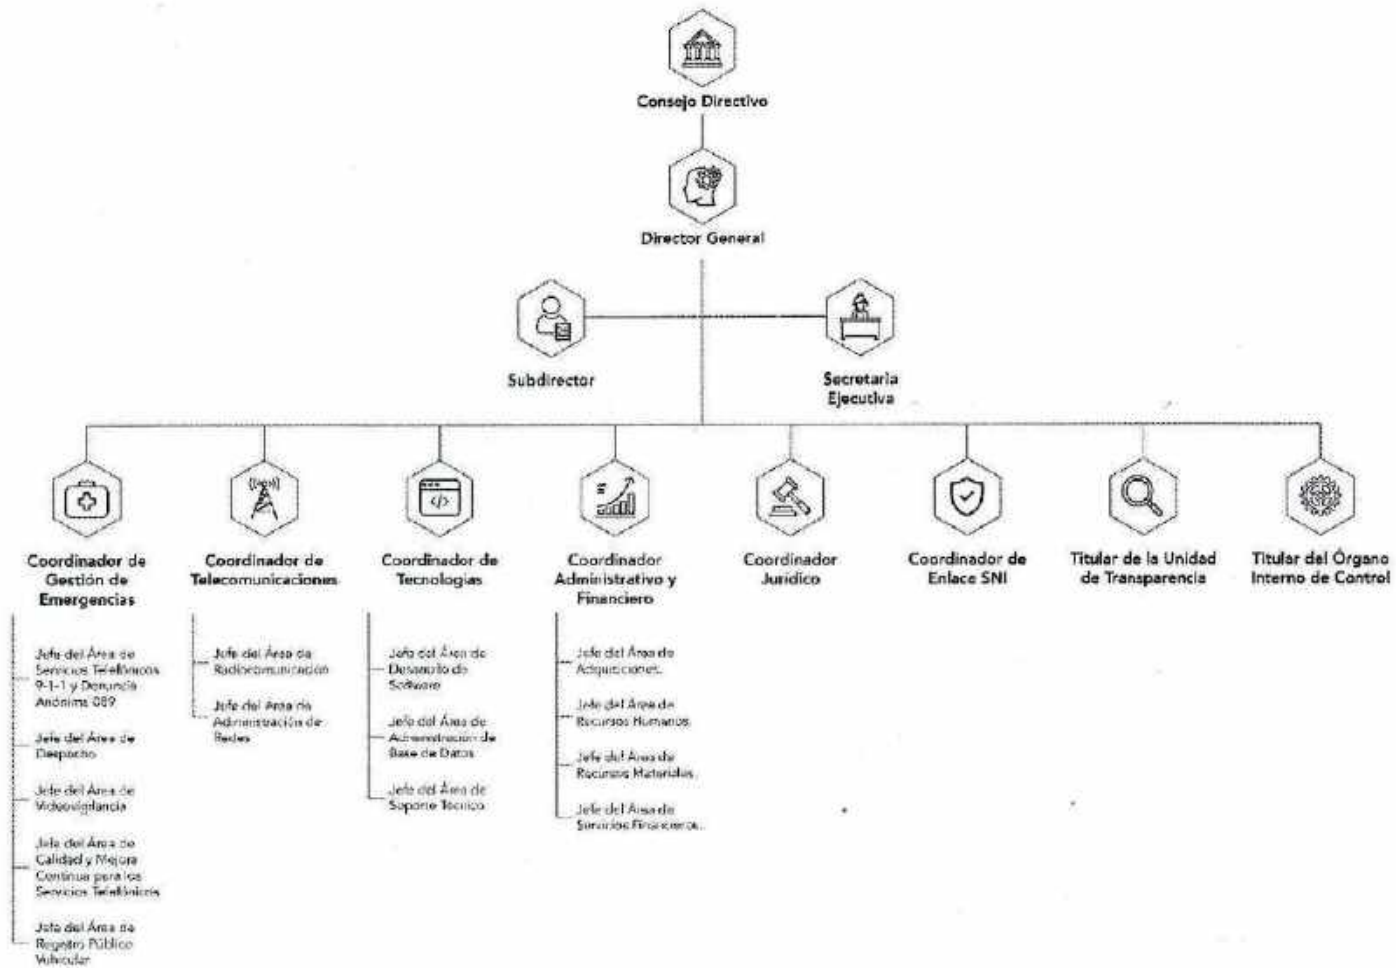 Consejo Directivo
Director General
Subdirector
Secretaria
Ejecutiva
Coordinador de
Gestión de
Emergencias
Jefe del Área de
Servicios Telefónicos
9-1-1 y Denuncia
Anónima 089
Jefe del Área de
Despacho
Jefe del Área de
Videovigilancia
Jefe del Área de
Calidad y Mejora
Continua para los
Servicios Telefónicos
Jefe del Área de
Registro Público
Vehicular
Coordinador de
Telecomunicaciones
Jefe del Área de
Radiocomunicación
Jefe del Área de
Administración de
Redes
Coordinador de
Tecnologías
Jefe del Área de
Desarrollo de
Software
Jefe del Área de
Administración de
Base de Datos
Jefe del Área de
Soporte Técnico
Coordinador
Administrativo y
Financiero
Jefe del Área de
Adquisiciones.
Jefe del Área de
Recursos Humanos.
Jefe del Área de
Recursos Materiales.
Jefe del Área de
Servicios Financieros.
Coordinador
Jurídico
Coordinador de
Enlace SNI
Titular de la Unidad
de Transparencia
Titular del Órgano
Interno de Control